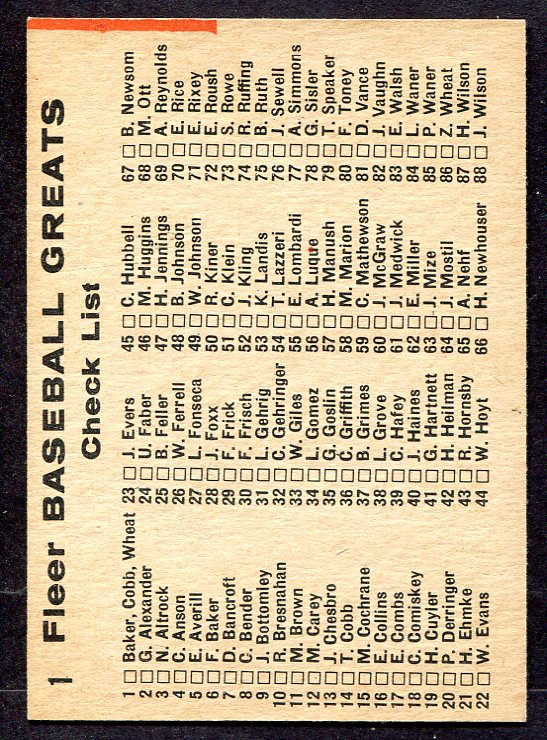 1 Fleer BASEBALL GREATS
Check List
1 □ Baker, Cobb, Wheat
2 □ G. Alexander
3 □ N. Altrock
4 □ C. Anson
5 □ E. Averill
6 □ F. Baker
7 □ D. Bancroft
8 □ C. Bender
9 □ J. Bottomley
10 □ R. Bresnahan
11 □ M. Brown
12 □ M. Carey
13 □ J. Chesbro
14 □ T. Cobb
15 □ M. Cochrane
16 □ E. Collins
17 □ E. Combs
18 □ C. Comiskey
19 □ H. Cuyler
20 □ P. Derringer
21 □ H. Ehmke
22 □ W. Evans
23 □ J. Evers
24 □ U. Faber
25 □ B. Feller
26 □ W. Ferrell
27 □ L. Fonseca
28 □ J. Foxx
29 □ F. Frick
30 □ F. Frisch
31 □ L. Gehrig
32 □ C. Gehringer
33 □ W. Giles
34 □ L. Gomez
35 □ G. Goslin
36 □ C. Griffith
37 □ B. Grimes
38 □ L. Grove
39 □ C. Hafey
40 □ J. Haines
41 □ G. Hartnett
42 □ H. Heilman
43 □ R. Hornsby
44 □ W. Hoyt
45 □ C. Hubbell
46 □ M. Huggins
47 □ H. Jennings
48 □ B. Johnson
49 □ W. Johnson
50 □ R. Kiner
51 □ C. Klein
52 □ J. Kling
53 □ K. Landis
54 □ T. Lazzeri
55 □ E. Lombardi
56 □ A. Luque
57 □ H. Manush
58 □ M. Marion
59 □ C. Mathewson
60 □ J. McGraw
61 □ J. Medwick
62 □ E. Miller
63 □ J. Mize
64 □ J. Mostil
65 □ A. Nehf
66 □ H. Newhouser
67 □ B. Newsom
68 □ M. Ott
69 □ A. Reynolds
70 □ E. Rice
71 □ E. Rixey
72 □ E. Roush
73 □ S. Rowe
74 □ R. Ruffing
75 □ B. Ruth
76 □ J. Sewell
77 □ A. Simmons
78 □ G. Sisler
79 □ T. Speaker
80 □ F. Toney
81 □ D. Vance
82 □ J. Vaughn
83 □ E. Walsh
84 □ L. Waner
85 □ P. Waner
86 □ Z. Wheat
87 □ H. Wilson
88 □ J. Wilson